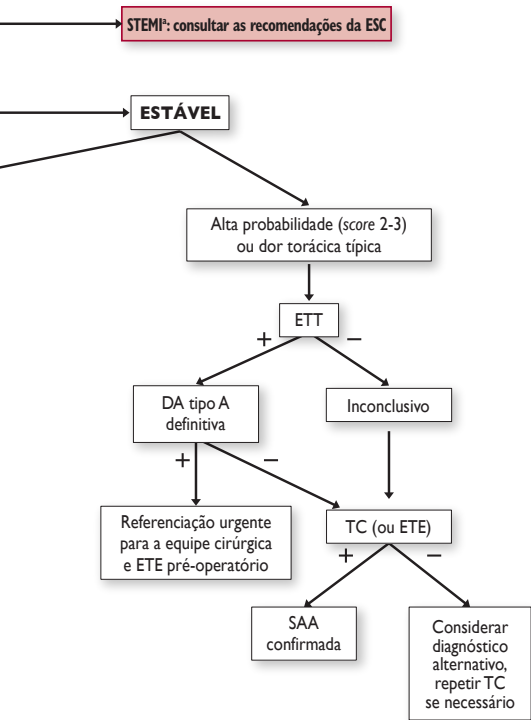 STEMIª: consultar as recomendações da ESC
ESTÁVEL
Alta probabilidade (score 2-3)
ou dor torácica típica
ETT
+ –
DA tipo A
definitiva
Inconclusivo
+ –
Referenciação urgente
para a equipe cirúrgica
e ETE pré-operatório
TC (ou ETE)
+ –
SAA
confirmada
Considerar
diagnóstico
alternativo,
repetir TC
se necessário